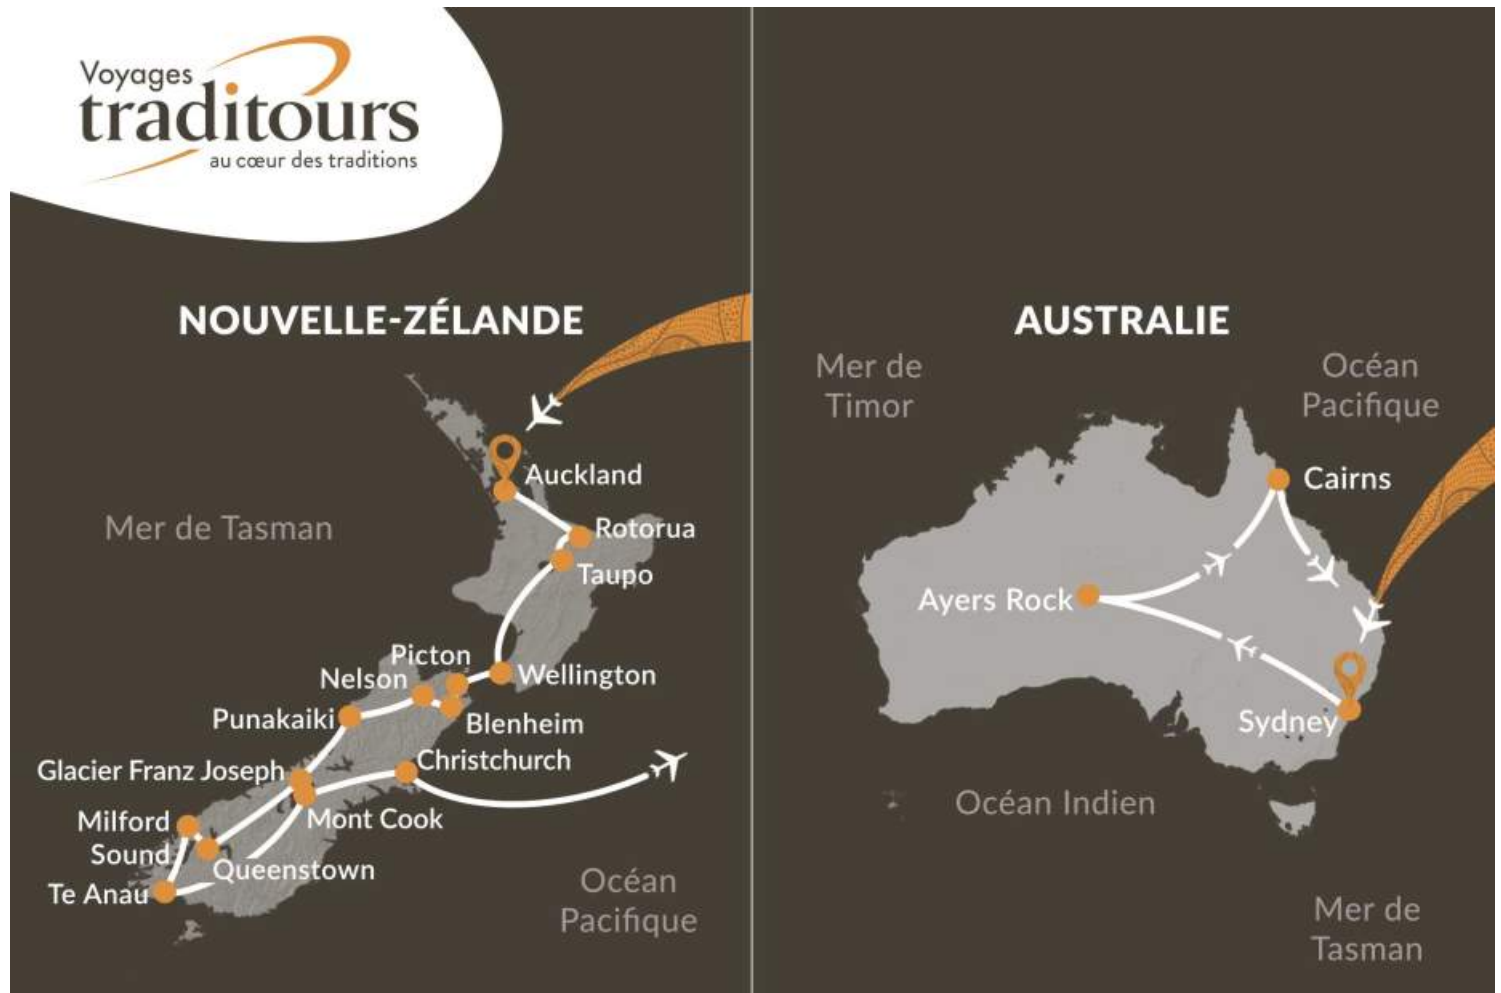 Voyages
traditours
au cœur des traditions
NOUVELLE-ZÉLANDE
Auckland
Mer de Tasman
Rotorua
Taupo
Picton
Nelson
Wellington
Punakaiki
Blenheim
Christchurch
Glacier Franz Joseph
Mont Cook
Milford
Sound
Queenstown
Te Anau
Océan
Pacifique
AUSTRALIE
Mer de
Timor
Océan
Pacifique
Cairns
Ayers Rock
Sydney
Océan Indien
Mer de
Tasman